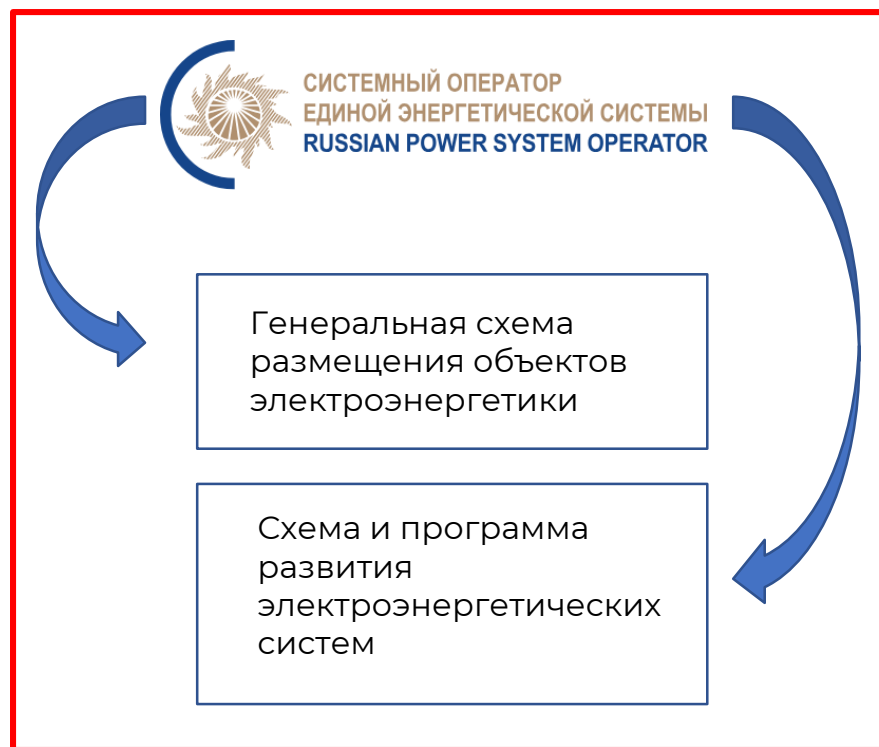 СИСТЕМНЫЙ ОПЕРАТОР
ЕДИНОЙ ЭНЕРГЕТИЧЕСКОЙ СИСТЕМЫ
RUSSIAN POWER SYSTEM OPERATOR
Генеральная схема
размещения объектов
электроэнергетики
Схема и программа
развития
электроэнергетических
систем